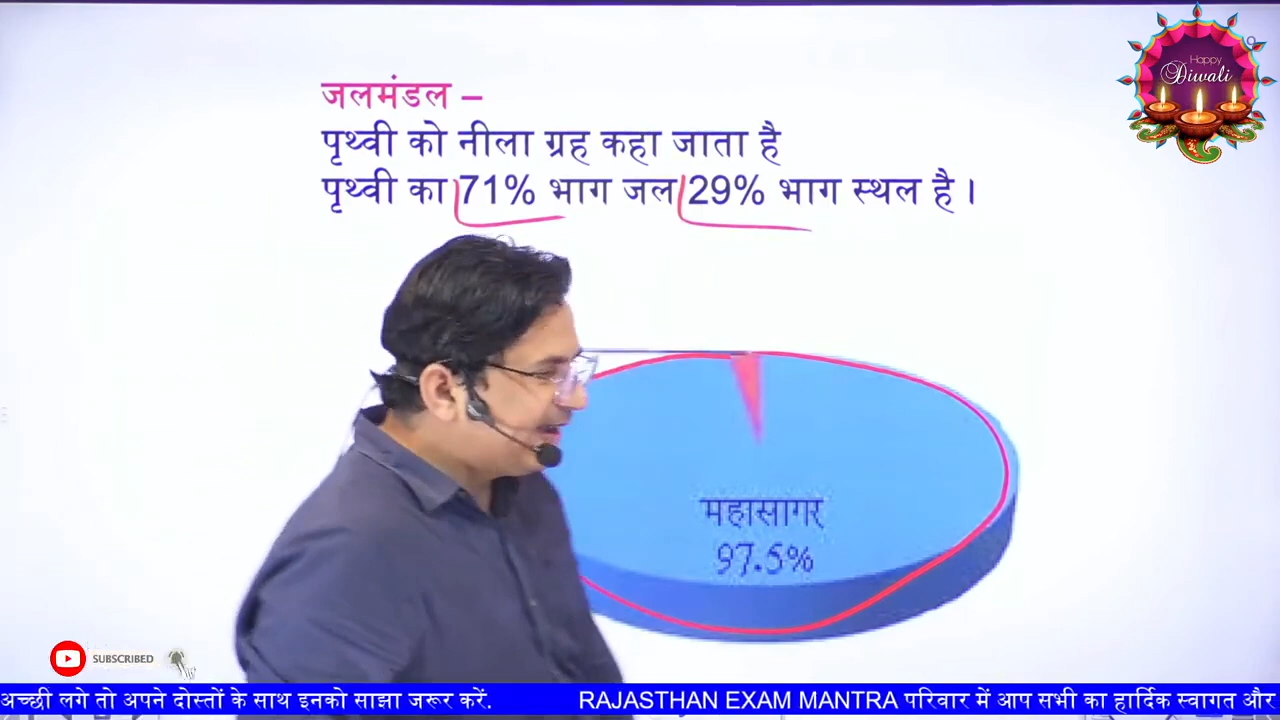 Happy
Diwali
जलमंडल –
पृथ्वी को नीला ग्रह कहा जाता है
पृथ्वी का 71% भाग जल 29% भाग स्थल है ।
महासागर
97.5%
SUBSCRIBED
अच्छी लगे तो अपने दोस्तों के साथ इनको साझा जरूर करें. RAJASTHAN EXAM MANTRA परिवार में आप सभी का हार्दिक स्वागत और